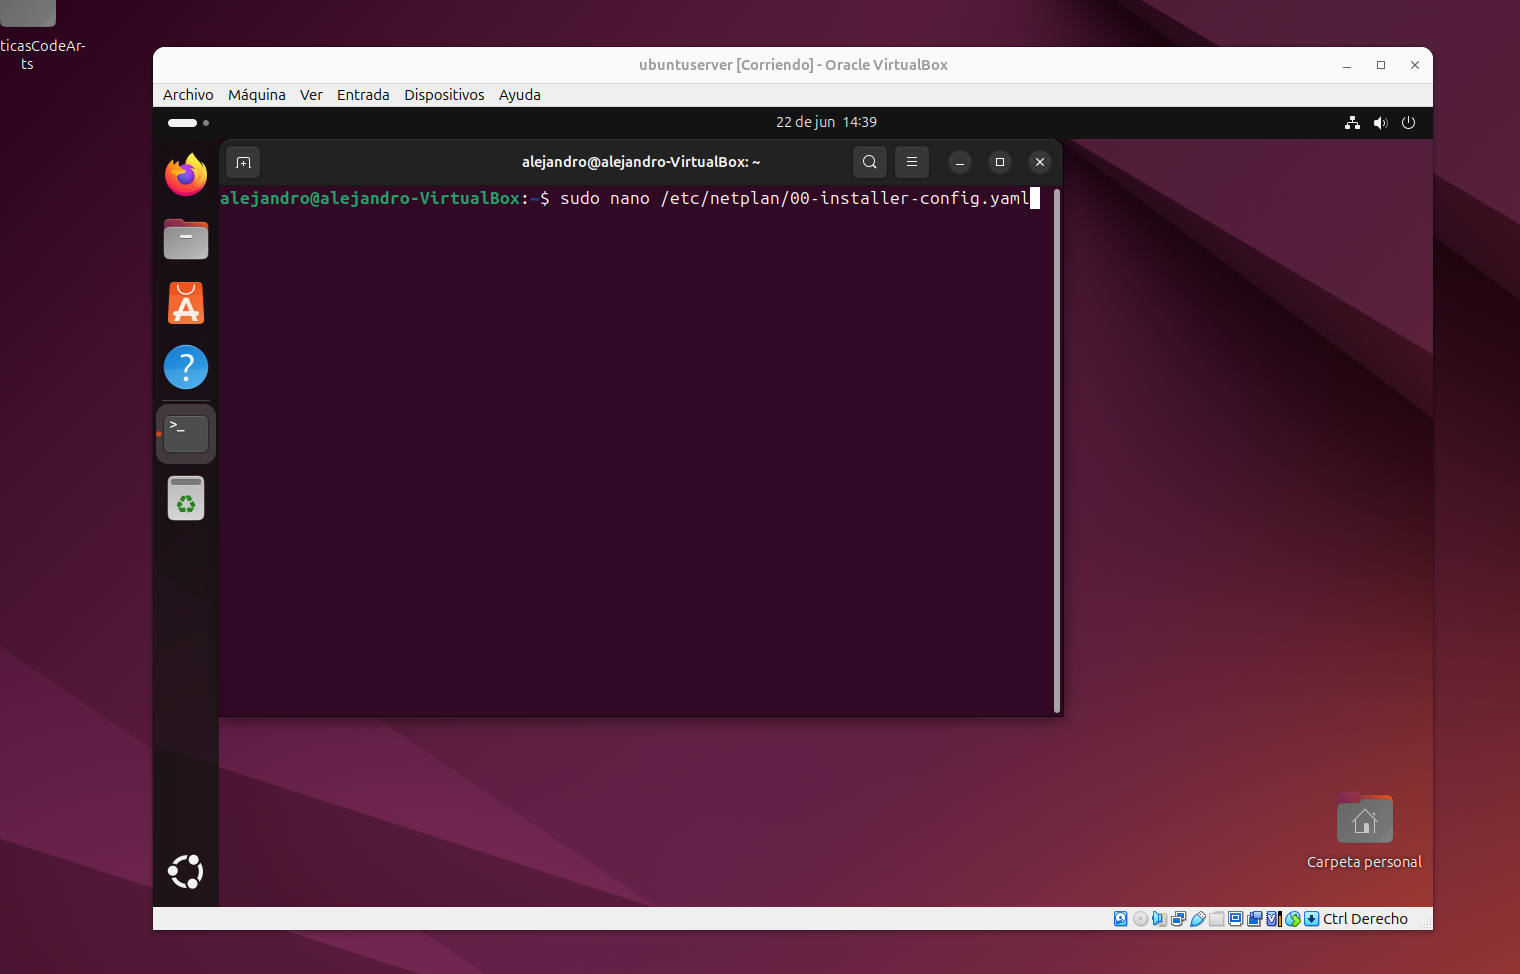 ticasCodeAr-
ts
ubuntuserver [Corriendo] - Oracle VirtualBox
Archivo Máquina Ver Entrada Dispositivos Ayuda
22 de jun 14:39
alejandro@alejandro-VirtualBox: ~
alejandro@alejandro-VirtualBox:~$ sudo nano /etc/netplan/00-installer-config.yaml
Carpeta personal
Ctrl Derecho